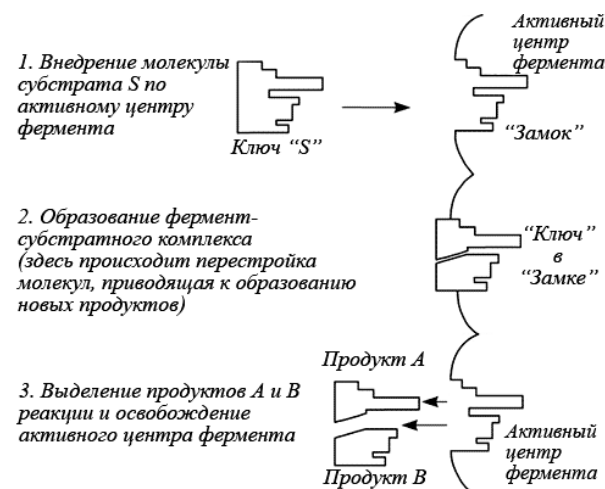 1. Внедрение молекулы
субстрата S по
активному центру
фермента
Ключ “S”
Активный
центр
фермента
“Замок”
2. Образование фермент-
субстратного комплекса
(здесь происходит перестройка
молекул, приводящая к образованию
новых продуктов)
“Ключ”
в
“Замке”
3. Выделение продуктов А и В
реакции и освобождение
активного центра фермента
Продукт А
Продукт В
Активный
центр
фермента